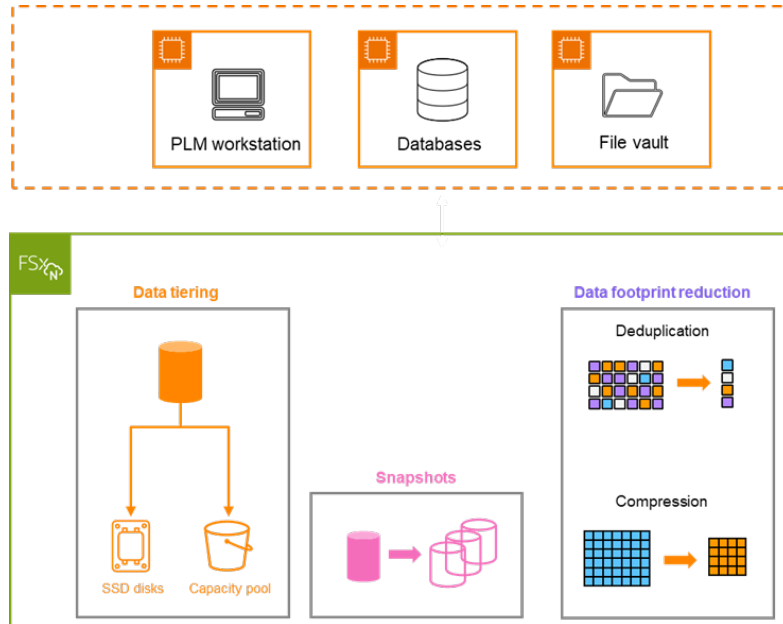 PLM workstation
Databases
File vault
FSx
N
Data tiering
Data footprint reduction
Deduplication
Snapshots
Compression
SSD disks
Capacity pool